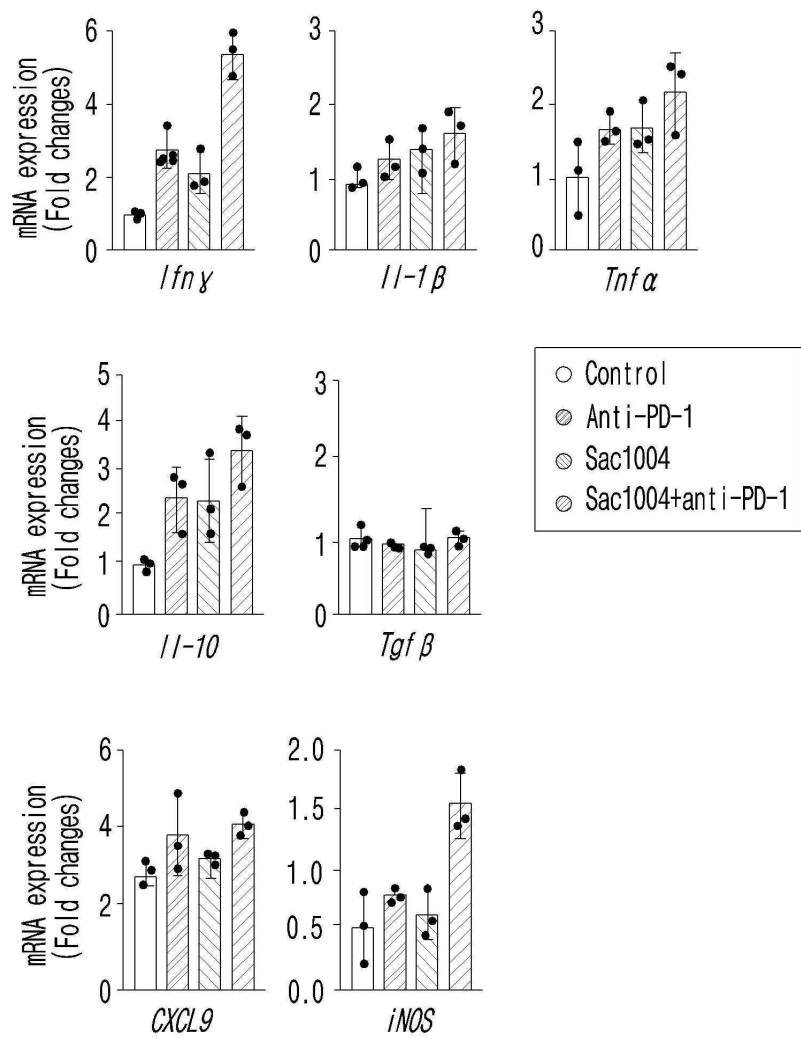 mRNA expression
(Fold changes)
6
4
2
0
Ifnγ
3
2
1
0
Il-1β
3
2
1
0
Tnfα
mRNA expression
(Fold changes)
5
4
3
2
1
0
Il-10
3
2
1
0
Tgfβ
Control
Anti-PD-1
Sac1004
Sac1004+anti-PD-1
mRNA expression
(Fold changes)
6
4
2
0
CXCL9
2.0
1.5
1.0
0.5
0.0
iNOS